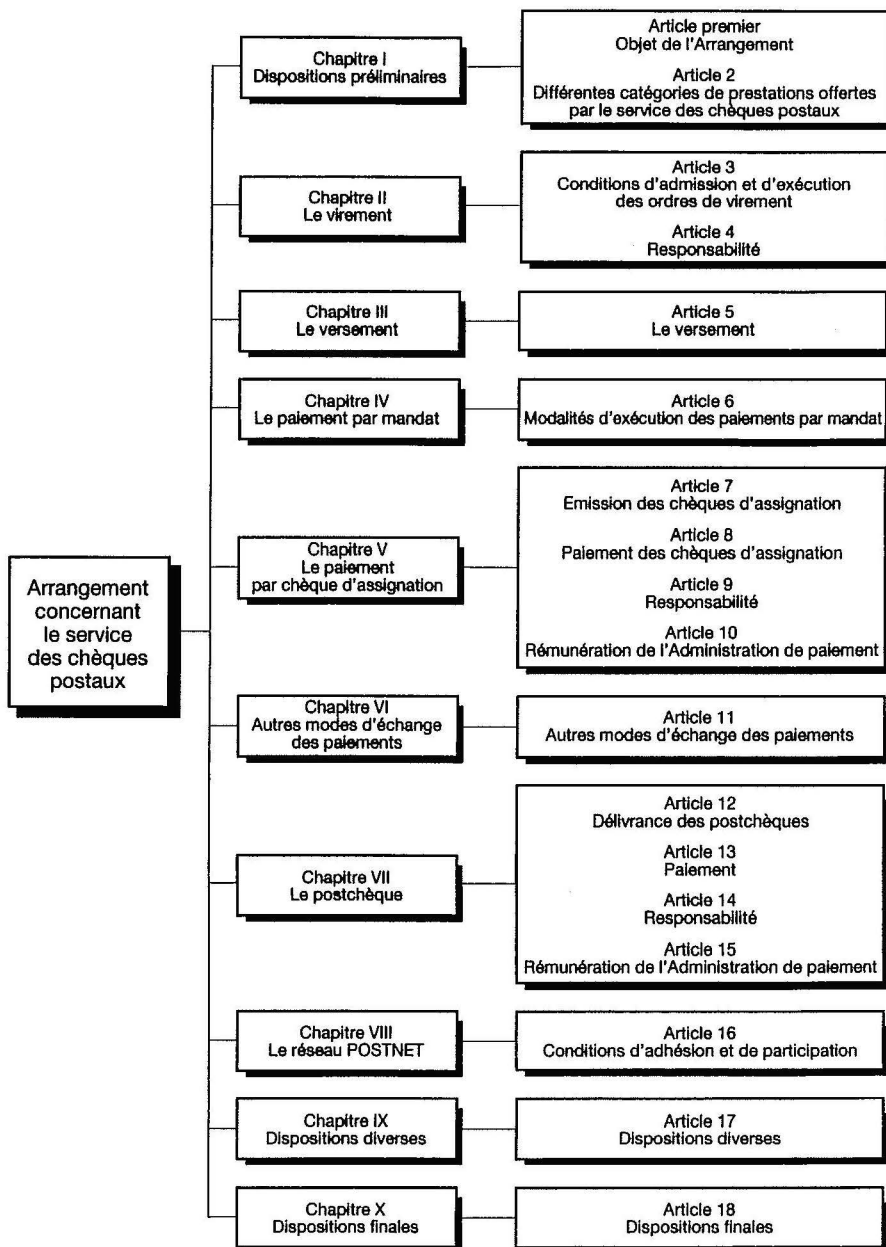 Arrangement
concernant
le service
des chèques
postaux
Chapitre I
Dispositions préliminaires
Article premier
Objet de l'Arrangement
Article 2
Différentes catégories de prestations offertes
par le service des chèques postaux
Chapitre II
Le virement
Article 3
Conditions d'admission et d'exécution
des ordres de virement
Article 4
Responsabilité
Chapitre III
Le versement
Article 5
Le versement
Chapitre IV
Le paiement par mandat
Article 6
Modalités d'exécution des paiements par mandat
Chapitre V
Le paiement
par chèque d'assignation
Article 7
Emission des chèques d'assignation
Article 8
Paiement des chèques d'assignation
Article 9
Responsabilité
Article 10
Rémunération de l'Administration de paiement
Chapitre VI
Autres modes d'échange
des paiements
Article 11
Autres modes d'échange des paiements
Chapitre VII
Le postchèque
Article 12
Délivrance des postchèques
Article 13
Paiement
Article 14
Responsabilité
Article 15
Rémunération de l'Administration de paiement
Chapitre VIII
Le réseau POSTNET
Article 16
Conditions d'adhésion et de participation
Chapitre IX
Dispositions diverses
Article 17
Dispositions diverses
Chapitre X
Dispositions finales
Article 18
Dispositions finales